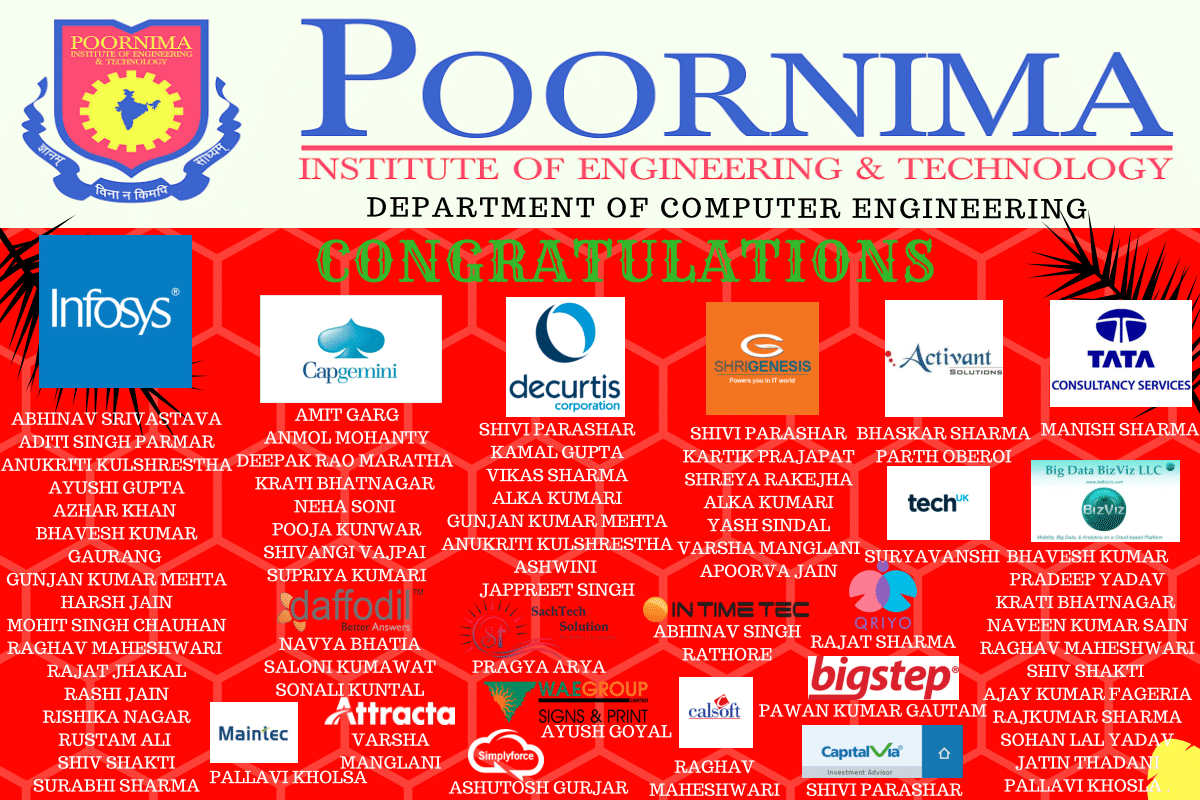 POORNIMA
INSTITUTE OF ENGINEERING
& TECHNOLOGY
ज्ञानम्
विना न किमपि
साध्यम्
POORNIMA
INSTITUTE OF ENGINEERING & TECHNOLOGY
DEPARTMENT OF COMPUTER ENGINEERING
CONGRATULATIONS
Infosys®
ABHINAV SRIVASTAVA
ADITI SINGH PARMAR
ANUKRITI KULSHRESTHA
AYUSHI GUPTA
AZHAR KHAN
BHAVESH KUMAR
GAURANG
GUNJAN KUMAR MEHTA
HARSH JAIN
MOHIT SINGH CHAUHAN
RAGHAV MAHESHWARI
RAJAT JHAKAL
RASHI JAIN
RISHIKA NAGAR
RUSTAM ALI
SHIV SHAKTI
SURABHI SHARMA
Capgemini
AMIT GARG
ANMOL MOHANTY
DEEPAK RAO MARATHA
KRATI BHATNAGAR
NEHA SONI
POOJA KUNWAR
SHIVANGI VAJPAI
SUPRIYA KUMARI
daffodil™
Better Answers
NAVYA BHATIA
SALONI KUMAWAT
SONALI KUNTAL
Maintec
PALLAVI KHOLSA
Attracta
VARSHA
MANGLANI
decurtis
corporation
SHIVI PARASHAR
KAMAL GUPTA
VIKAS SHARMA
ALKA KUMARI
GUNJAN KUMAR MEHTA
ANUKRITI KULSHRESTHA
ASHWINI
JAPPREET SINGH
SachTech
Solution
PRAGYA ARYA
W.A.E GROUP
SIGNS & PRINT
AYUSH GOYAL
Simplyforce
ASHUTOSH GURJAR
SHRIGENESIS
Powers you in IT world
SHIVI PARASHAR
KARTIK PRAJAPAT
SHREYA RAKEJHA
ALKA KUMARI
YASH SINDAL
VARSHA MANGLANI
APOORVA JAIN
IN TIME TEC
ABHINAV SINGH
RATHORE
calsoft
RAGHAV
MAHESHWARI
Activant
SOLUTIONS
BHASKAR SHARMA
PARTH OBEROI
techUK
SURYAVANSHI
QRIYO
RAJAT SHARMA
bigstep®
PAWAN KUMAR GAUTAM
CAPITALVIA®
Investment Advisor
SHIVI PARASHAR
TATA
CONSULTANCY SERVICES
MANISH SHARMA
Big Data BizViz LLC
BizViz
Mobility, Big Data, & Analytics on a Cloud-based Platform
BHAVESH KUMAR
PRADEEP YADAV
KRATI BHATNAGAR
NAVEEN KUMAR SAIN
RAGHAV MAHESHWARI
SHIV SHAKTI
AJAY KUMAR FAGERIA
RAJKUMAR SHARMA
SOHAN LAL YADAV
JATIN THADANI
PALLAVI KHOSLA